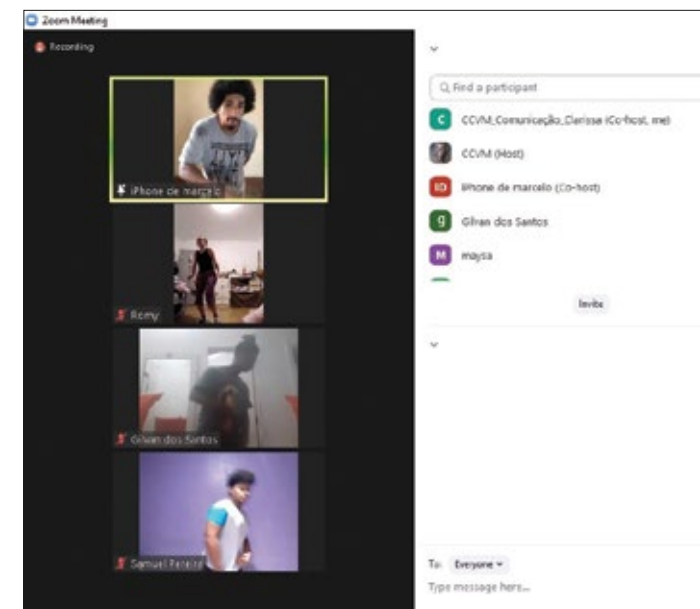 Zoom Meeting
Recording
iPhone de marcelo
Romy
Gilvan dos Santos
Samuel Pereira
Find a participant
C CCVM_Comunicação_Clarissa (Co-host, me)
CCVM (Host)
ID iPhone de marcelo (Co-host)
g Gilvan dos Santos
M maysa
Invite
To: Everyone
Type message here...